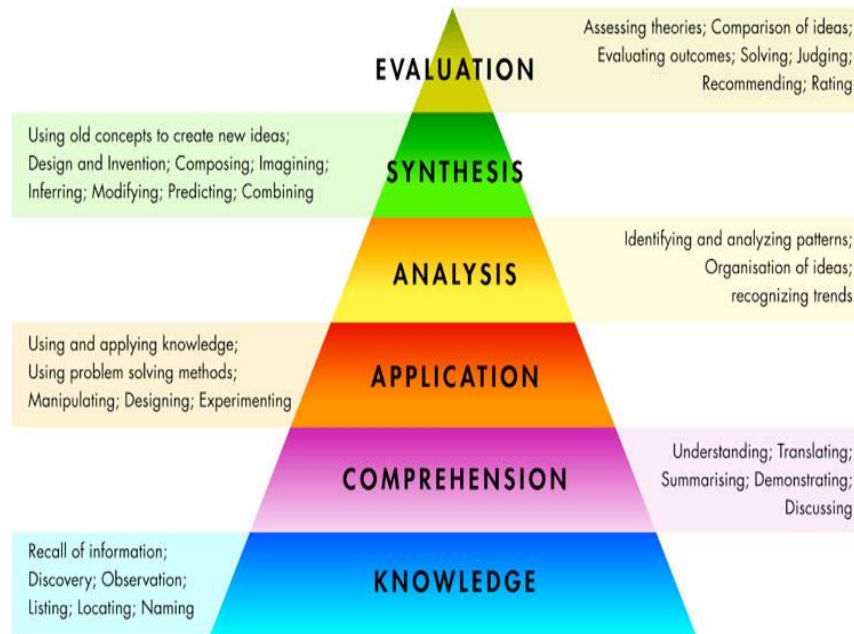 EVALUATION
Assessing theories; Comparison of ideas;
Evaluating outcomes; Solving; Judging;
Recommending; Rating
Using old concepts to create new ideas;
Design and Invention; Composing; Imagining;
Inferring; Modifying; Predicting; Combining
SYNTHESIS
ANALYSIS
Identifying and analyzing patterns;
Organisation of ideas;
recognizing trends
Using and applying knowledge;
Using problem solving methods;
Manipulating; Designing; Experimenting
APPLICATION
COMPREHENSION
Understanding; Translating;
Summarising; Demonstrating;
Discussing
Recall of information;
Discovery; Observation;
Listing; Locating; Naming
KNOWLEDGE